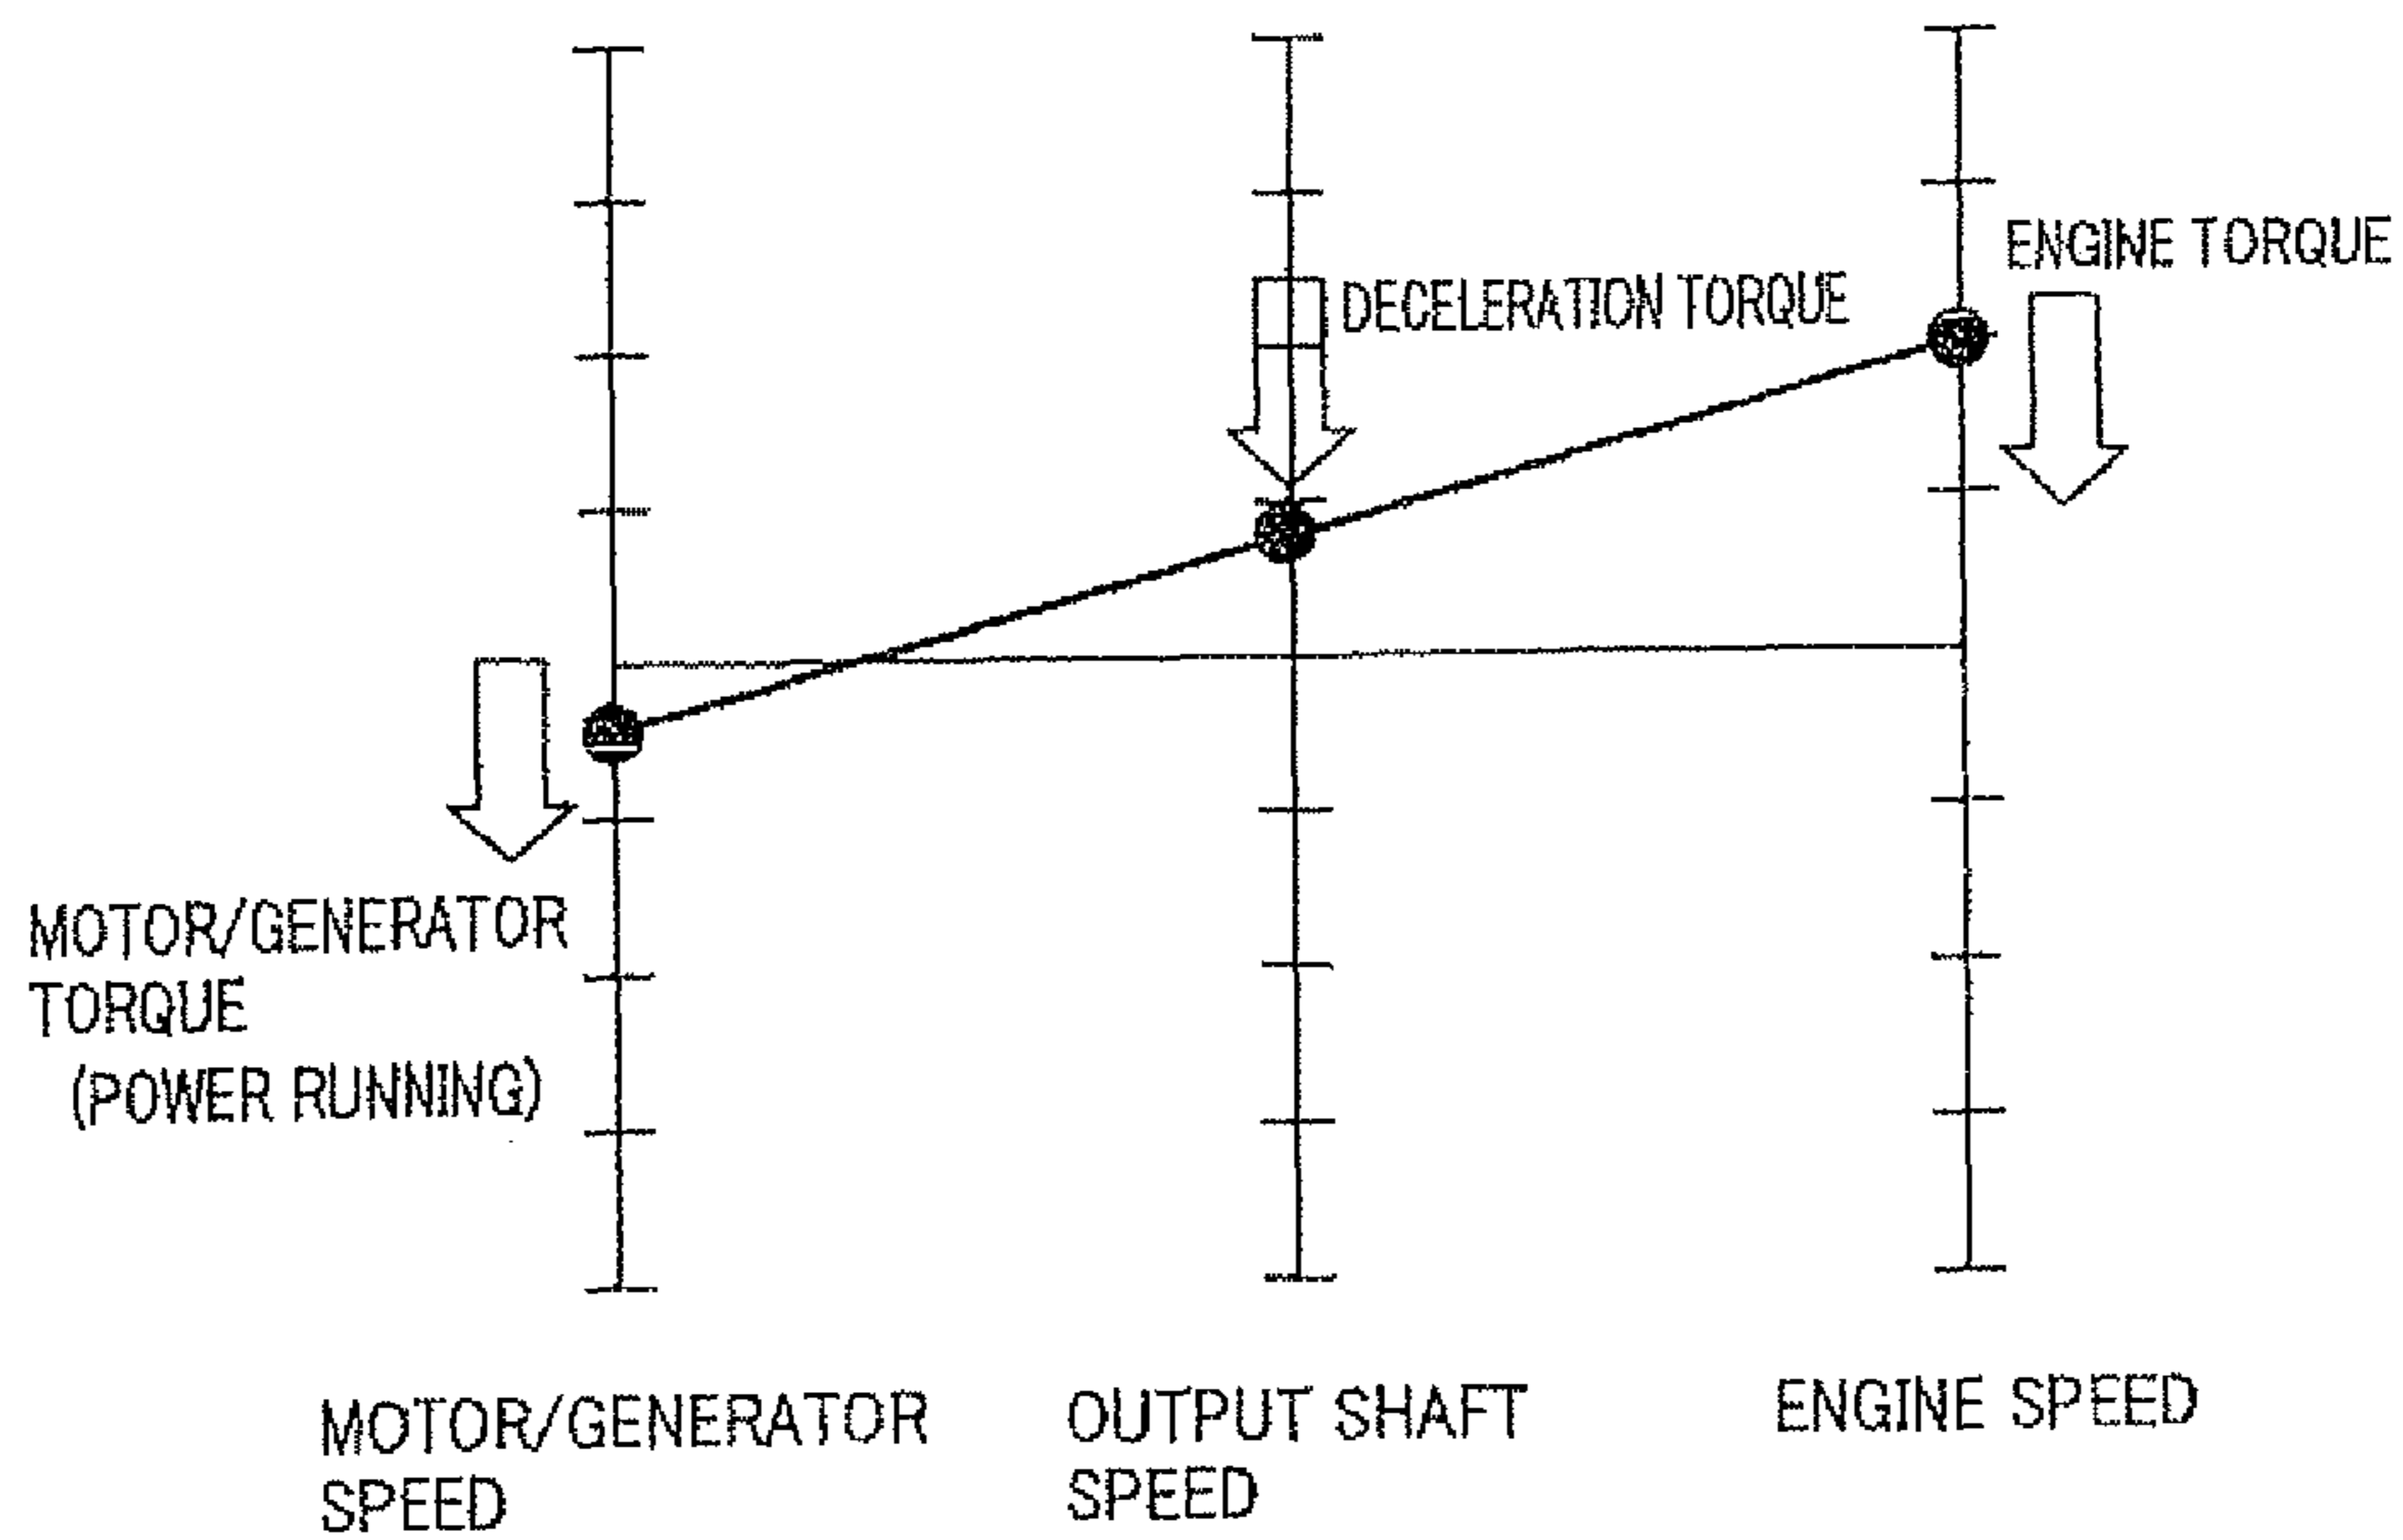 ENGINE TORQUE
DECELERATION TORQUE
MOTOR/GENERATOR
TORQUE
(POWER RUNNING)
MOTOR/GENERATOR
SPEED
OUTPUT SHAFT
SPEED
ENGINE SPEED